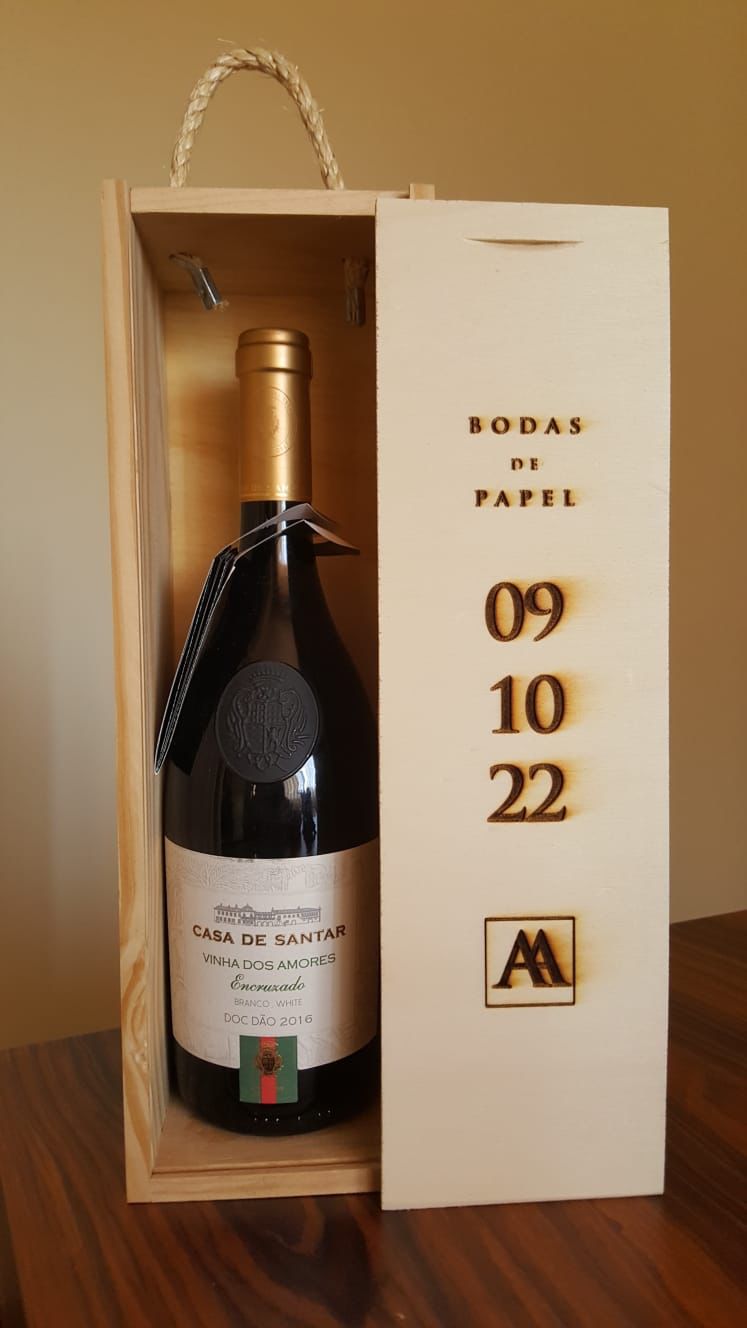 CASA DE SANTAR
VINHA DOS AMORES
Encruzado
BRANCO . WHITE
DOC DÃO 2016
BODAS
DE
PAPEL
09
10
22
AA